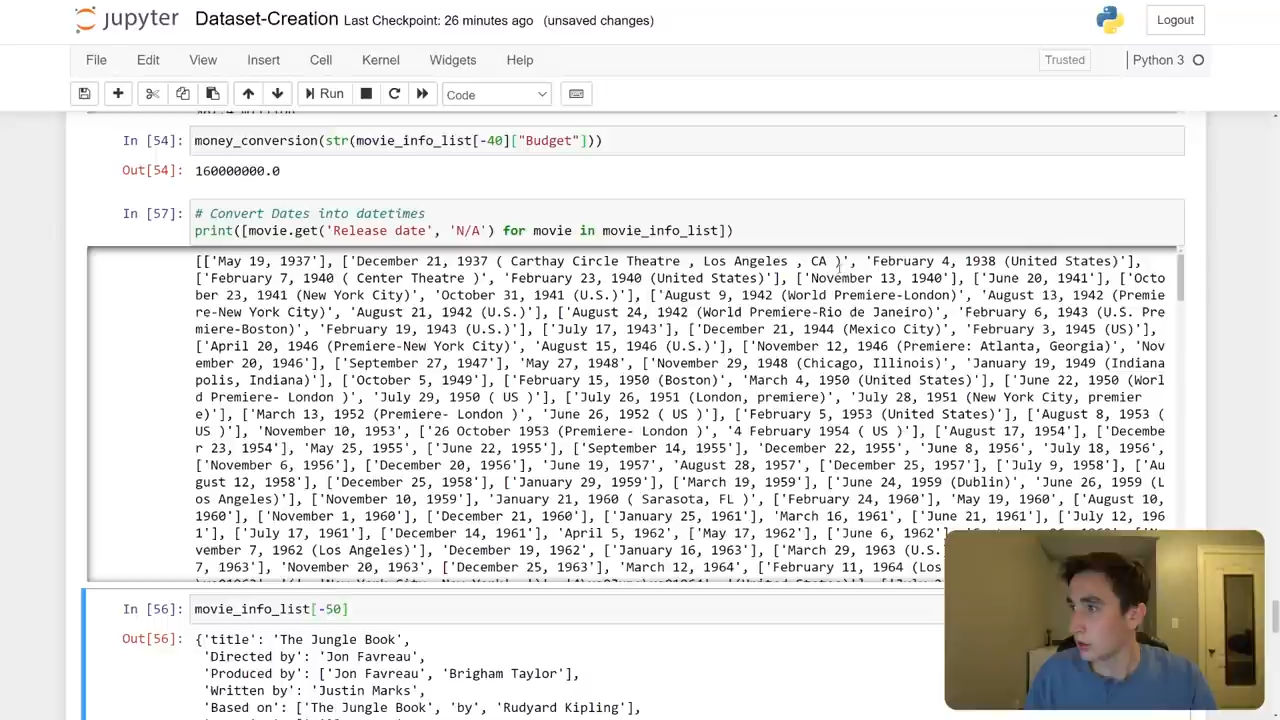 jupyter Dataset-Creation Last Checkpoint: 26 minutes ago (unsaved changes) Logout
File Edit View Insert Cell Kernel Widgets Help Trusted Python 3
Run Code
In [54]: money_conversion(str(movie_info_list[-40]["Budget"]))
Out[54]: 160000000.0
In [57]: # Convert Dates into datetimes
print([movie.get('Release date', 'N/A') for movie in movie_info_list])
[['May 19, 1937'], ['December 21, 1937 ( Carthay Circle Theatre , Los Angeles , CA )', 'February 4, 1938 (United States)'],
['February 7, 1940 ( Center Theatre )', 'February 23, 1940 (United States)'], ['November 13, 1940'], ['June 20, 1941'], ['Octo
ber 23, 1941 (New York City)', 'October 31, 1941 (U.S.)'], ['August 9, 1942 (World Premiere-London)', 'August 13, 1942 (Premie
re-New York City)', 'August 21, 1942 (U.S.)'], ['August 24, 1942 (World Premiere-Rio de Janeiro)', 'February 6, 1943 (U.S. Pre
miere-Boston)', 'February 19, 1943 (U.S.)'], ['July 17, 1943'], ['December 21, 1944 (Mexico City)', 'February 3, 1945 (US)'],
['April 20, 1946 (Premiere-New York City)', 'August 15, 1946 (U.S.)'], ['November 12, 1946 (Premiere: Atlanta, Georgia)', 'Nov
ember 20, 1946'], ['September 27, 1947'], 'May 27, 1948', ['November 29, 1948 (Chicago, Illinois)', 'January 19, 1949 (Indiana
polis, Indiana)'], ['October 5, 1949'], ['February 15, 1950 (Boston)', 'March 4, 1950 (United States)'], ['June 22, 1950 (Worl
d Premiere- London )', 'July 29, 1950 ( US )'], ['July 26, 1951 (London, premiere)', 'July 28, 1951 (New York City, premier
e)'], ['March 13, 1952 (Premiere- London )', 'June 26, 1952 ( US )'], ['February 5, 1953 (United States)'], ['August 8, 1953 (
US )'], 'November 10, 1953', ['26 October 1953 (Premiere- London )', '4 February 1954 ( US )'], ['August 17, 1954'], ['Decembe
r 23, 1954'], 'May 25, 1955', ['June 22, 1955'], ['September 14, 1955'], 'December 22, 1955', 'June 8, 1956', 'July 18, 1956',
['November 6, 1956'], ['December 20, 1956'], 'June 19, 1957', 'August 28, 1957', ['December 25, 1957'], ['July 9, 1958'], ['Au
gust 12, 1958'], ['December 25, 1958'], ['January 29, 1959'], ['March 19, 1959'], ['June 24, 1959 (Dublin)', 'June 26, 1959 (L
os Angeles)'], ['November 10, 1959'], 'January 21, 1960 ( Sarasota, FL )', ['February 24, 1960'], 'May 19, 1960', ['August 10,
1960'], ['November 1, 1960'], ['December 21, 1960'], ['January 25, 1961'], 'March 16, 1961', ['June 21, 1961'], ['July 12, 196
1'], ['July 17, 1961'], ['December 14, 1961'], 'April 5, 1962', ['May 17, 1962'], ['June 6, 1962'],
vember 7, 1962 (Los Angeles)'], 'December 19, 1962', ['January 16, 1963'], ['March 29, 1963 (U.S.
0, 1963'], 'November 20, 1963', ['December 25, 1963'], ['March 12, 1964'], ['February 11, 1964 (Los
In [56]: movie_info_list[-50]
Out[56]: {'title': 'The Jungle Book',
'Directed by': 'Jon Favreau',
'Produced by': ['Jon Favreau', 'Brigham Taylor'],
'Written by': 'Justin Marks',
'Based on': ['The Jungle Book', 'by', 'Rudyard Kipling'],